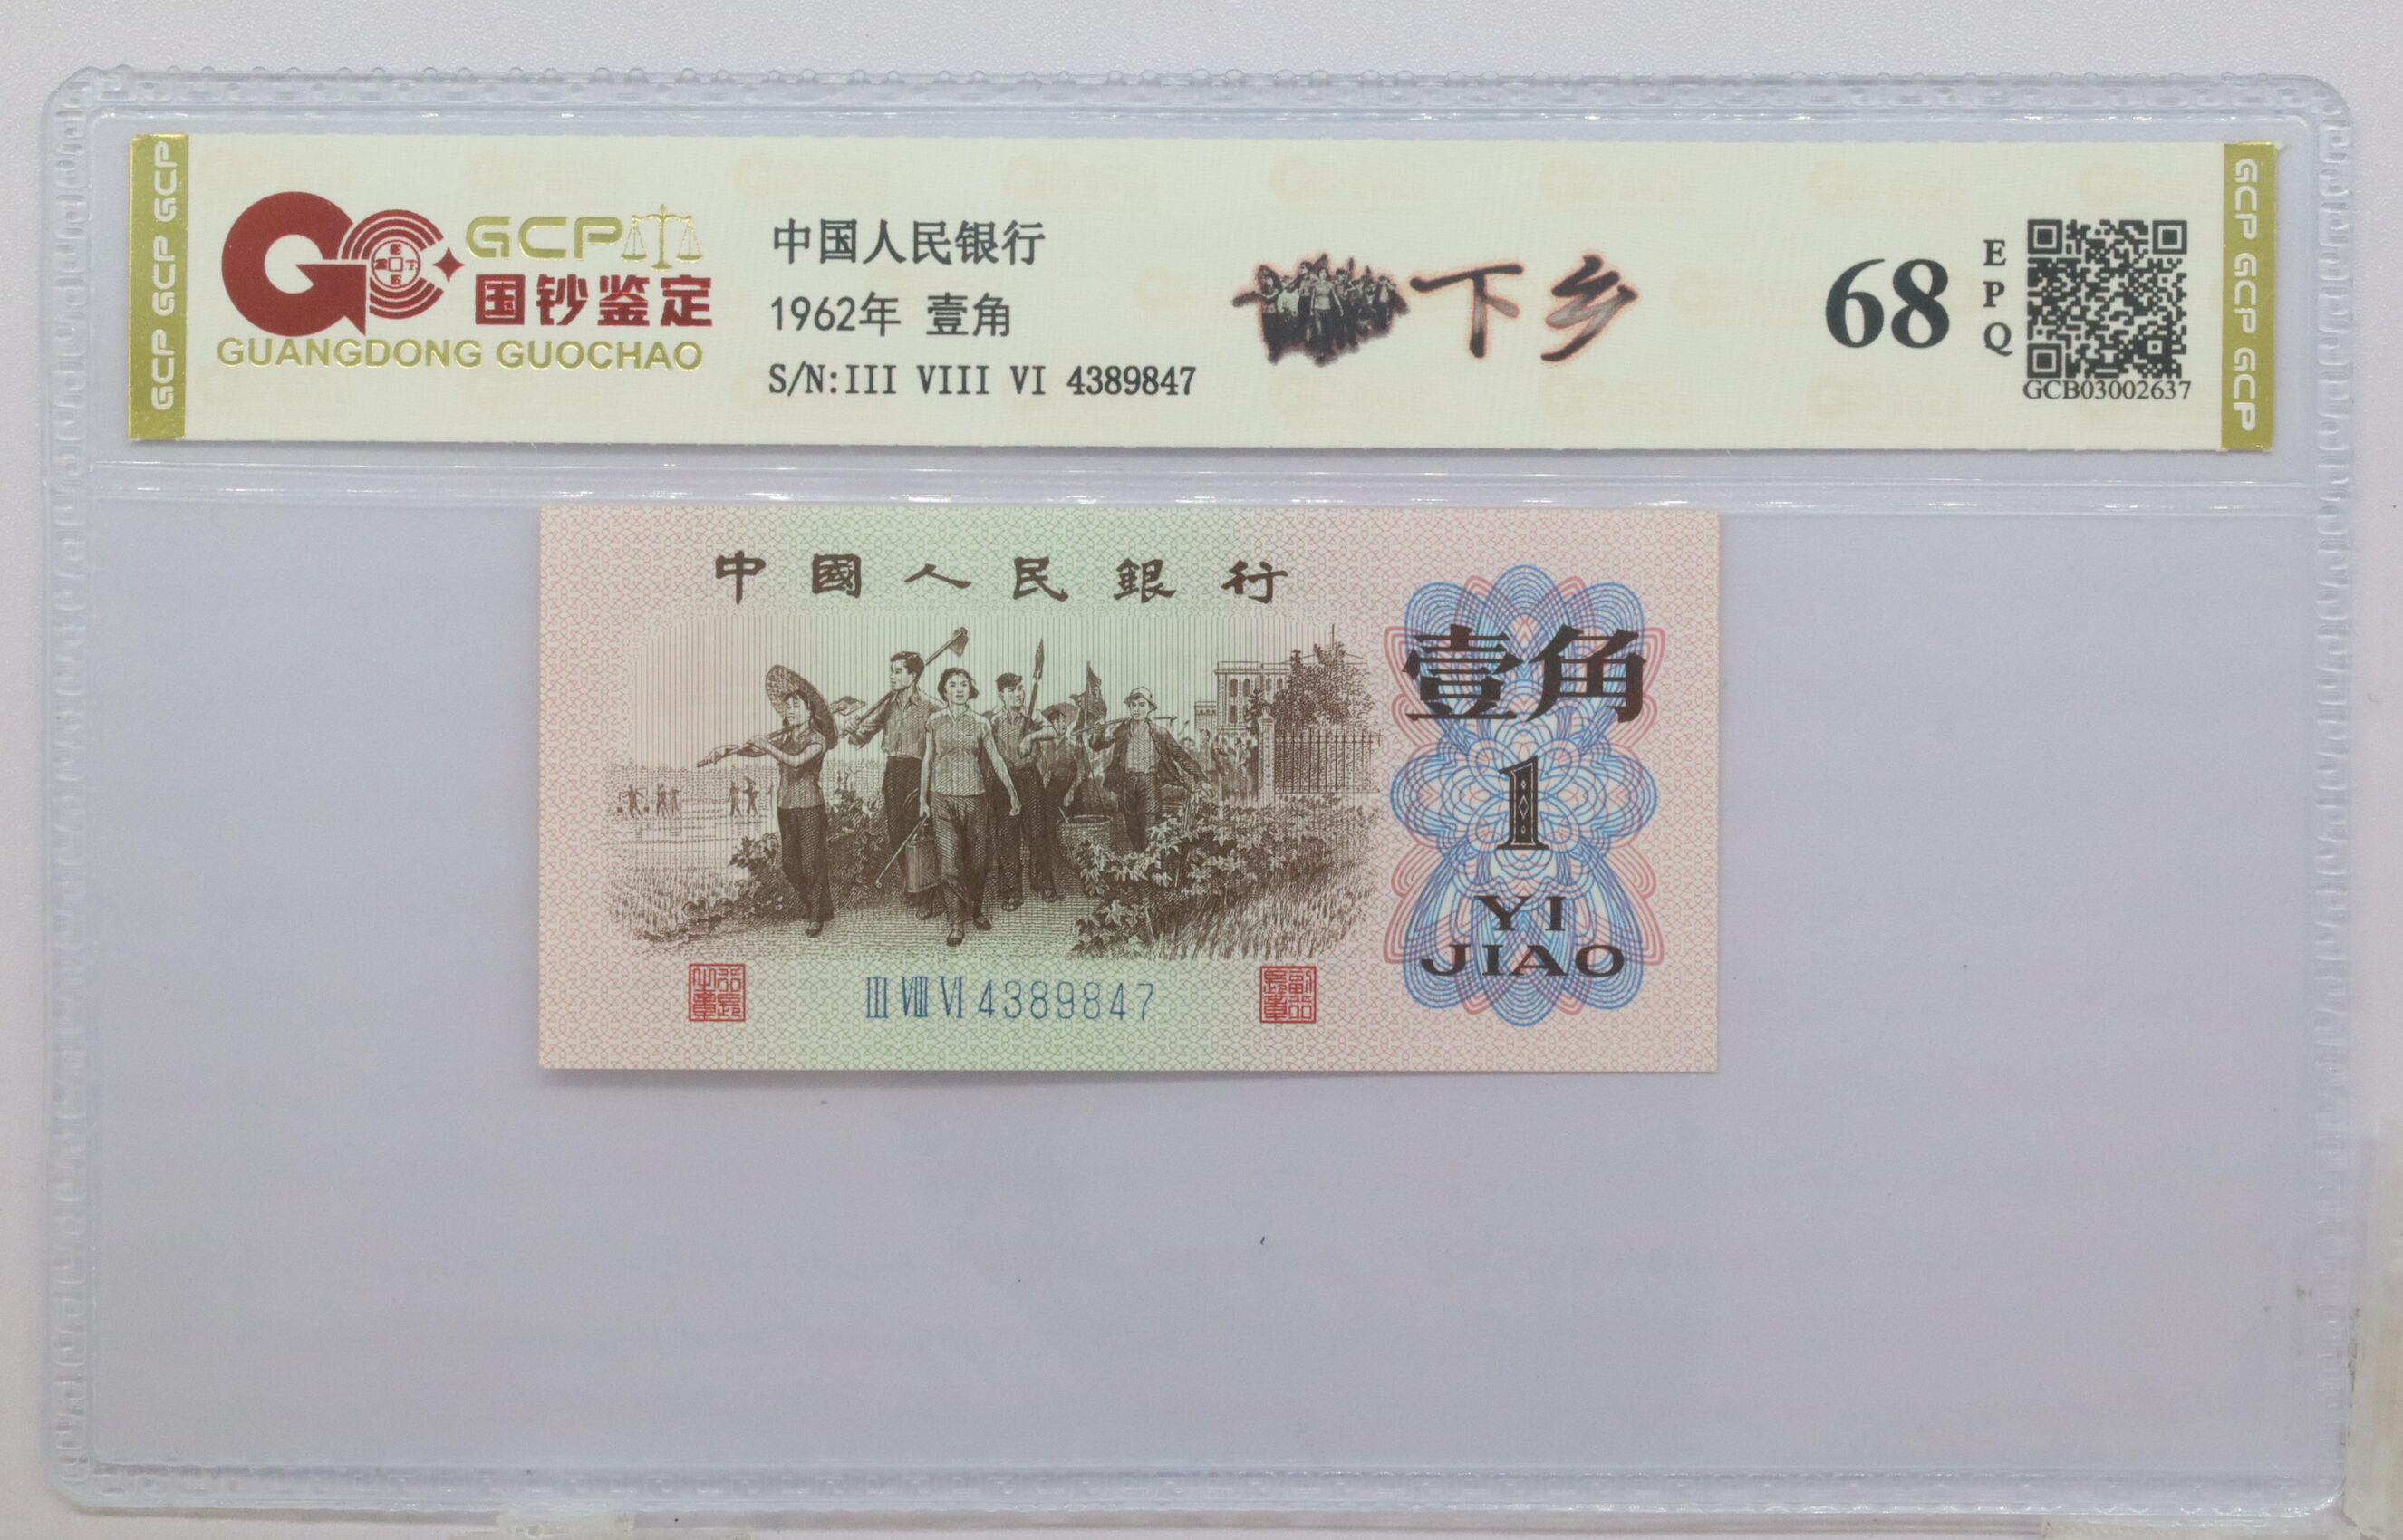 GCP GCP GCP
GCP
国钞鉴定
GUANGDONG GUOCHAO
中国人民银行
1962年 壹角
S/N:III VIII VI 4389847
下乡
68
EPQ
GCB03002637
GCP GCP GCP
中國人民銀行
壹角
1
YI
JIAO
III VIII VI 4389847